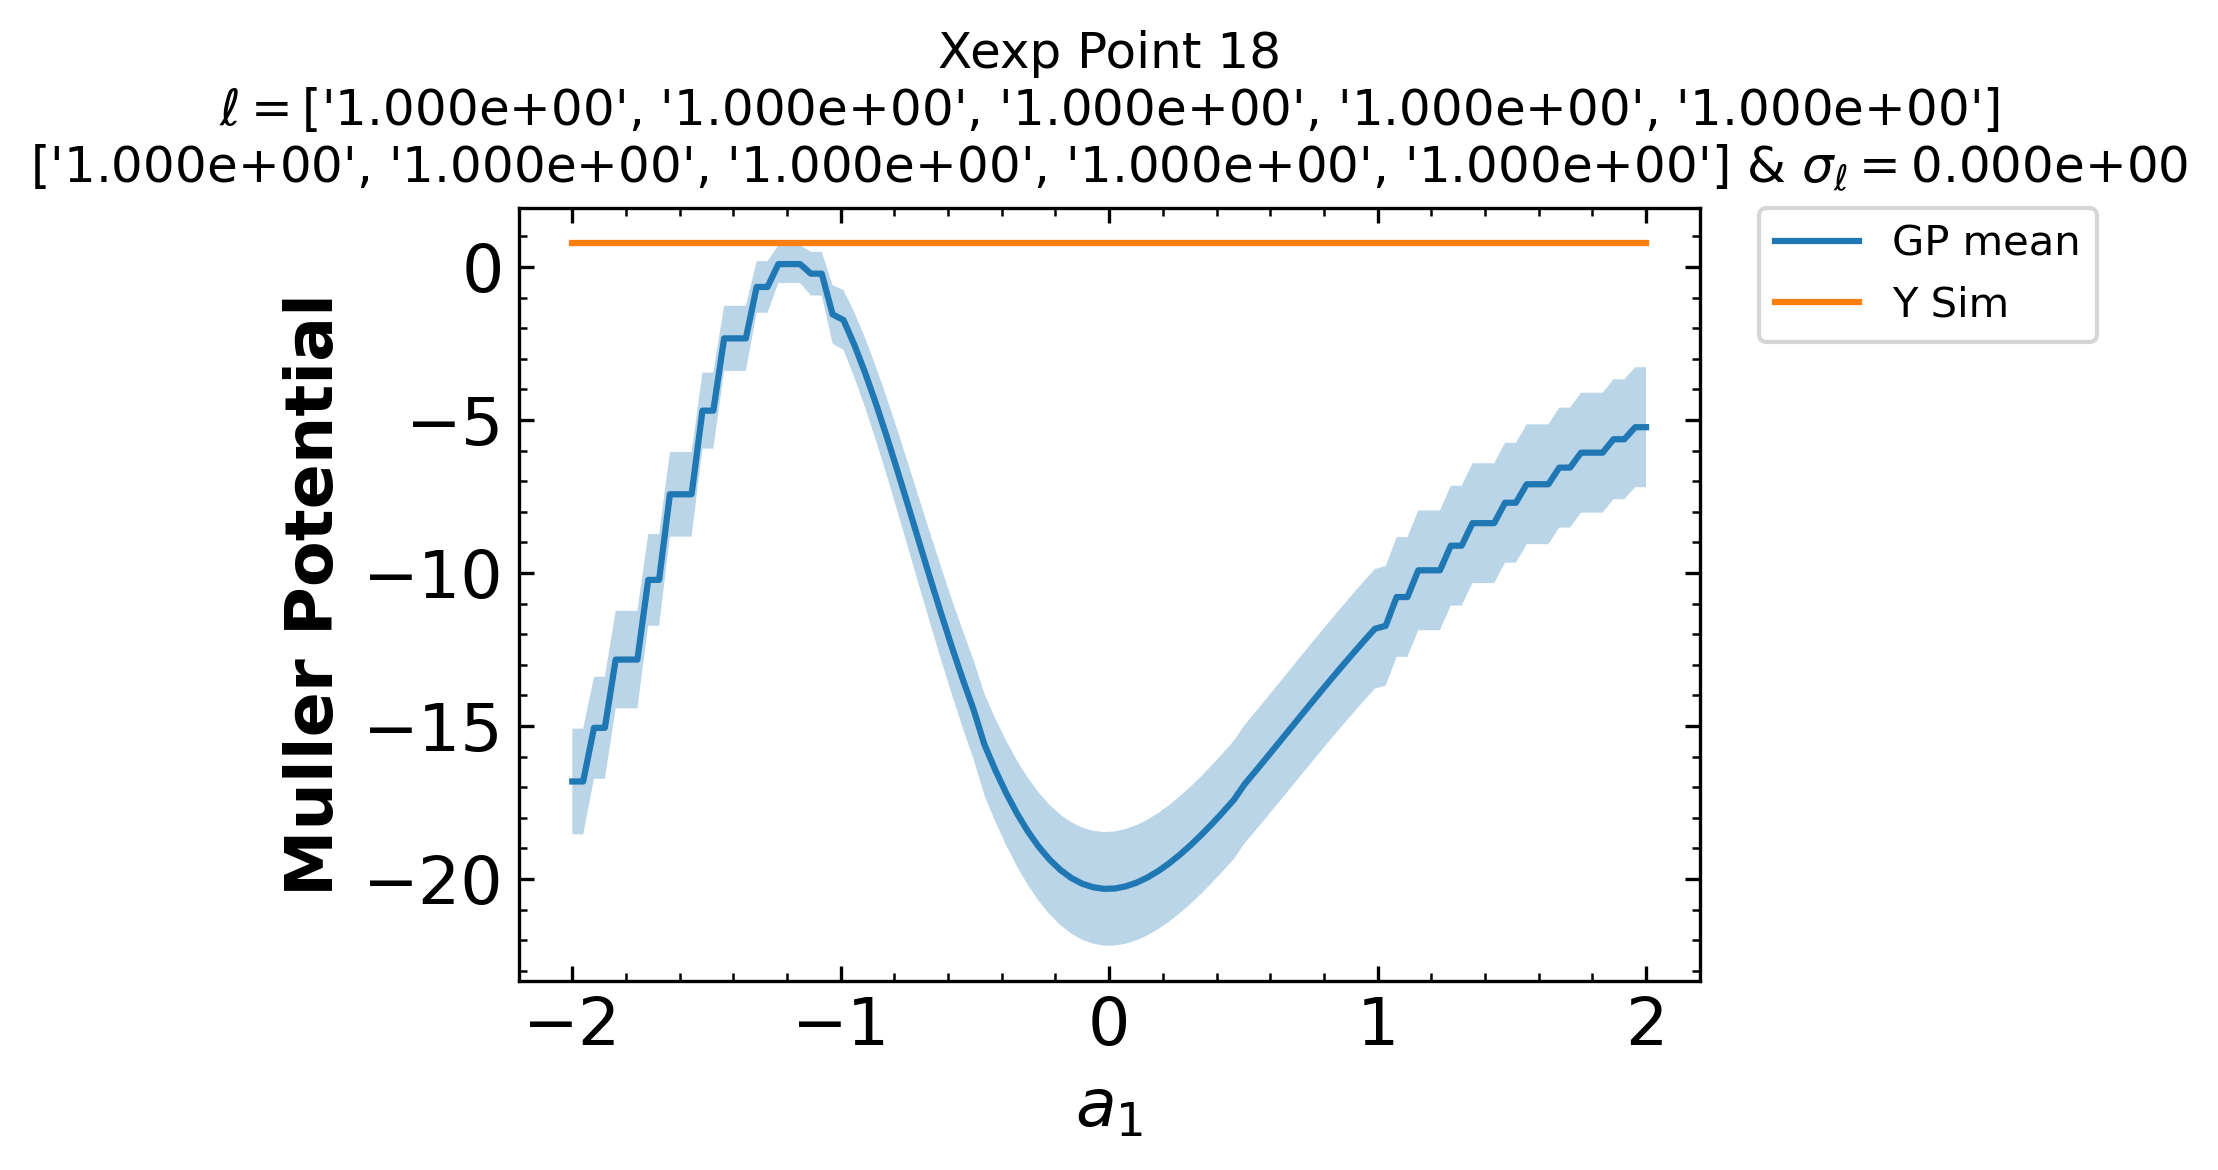 Xexp Point 18
ℓ = ['1.000e+00', '1.000e+00', '1.000e+00', '1.000e+00', '1.000e+00']
['1.000e+00', '1.000e+00', '1.000e+00', '1.000e+00', '1.000e+00'] & σ_ℓ = 0.000e+00
GP mean
Y Sim
Muller Potential
0
−5
−10
−15
−20
−2 −1 0 1 2
a₁